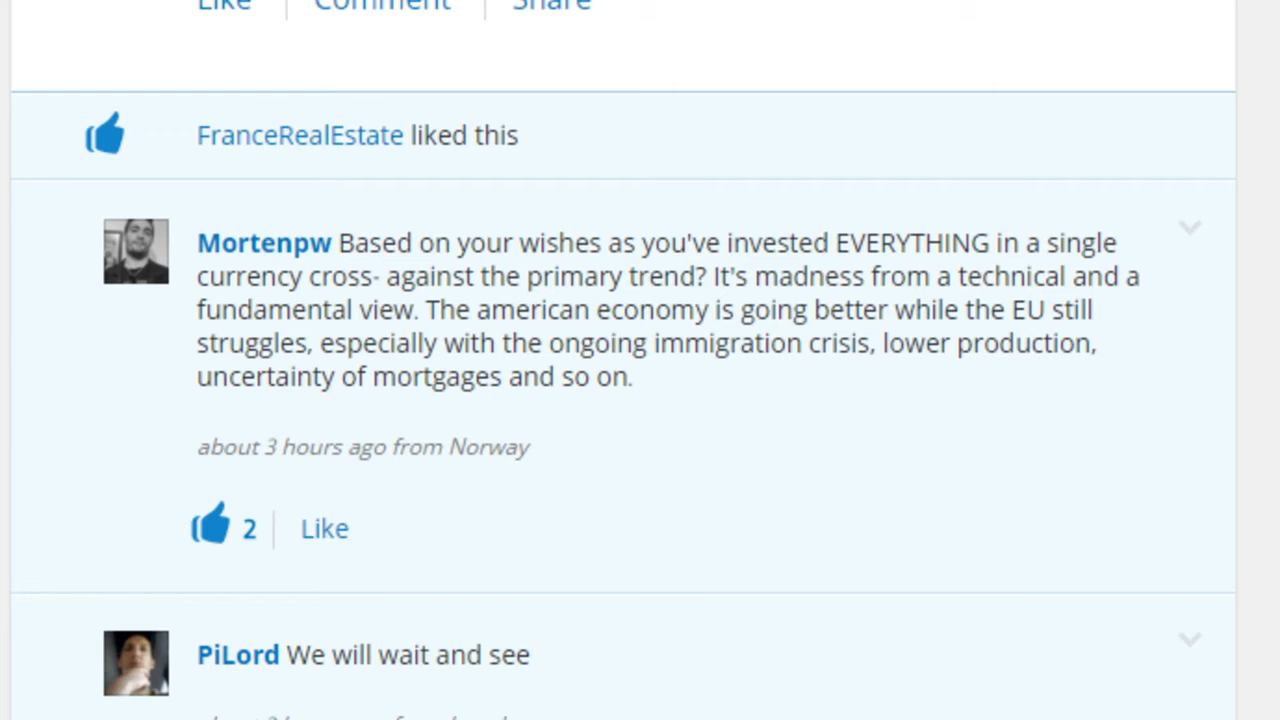 Like Comment Share
FranceRealEstate liked this
Mortenpw Based on your wishes as you've invested EVERYTHING in a single
currency cross- against the primary trend? It's madness from a technical and a
fundamental view. The american economy is going better while the EU still
struggles, especially with the ongoing immigration crisis, lower production,
uncertainty of mortgages and so on.
about 3 hours ago from Norway
2 Like
PiLord We will wait and see